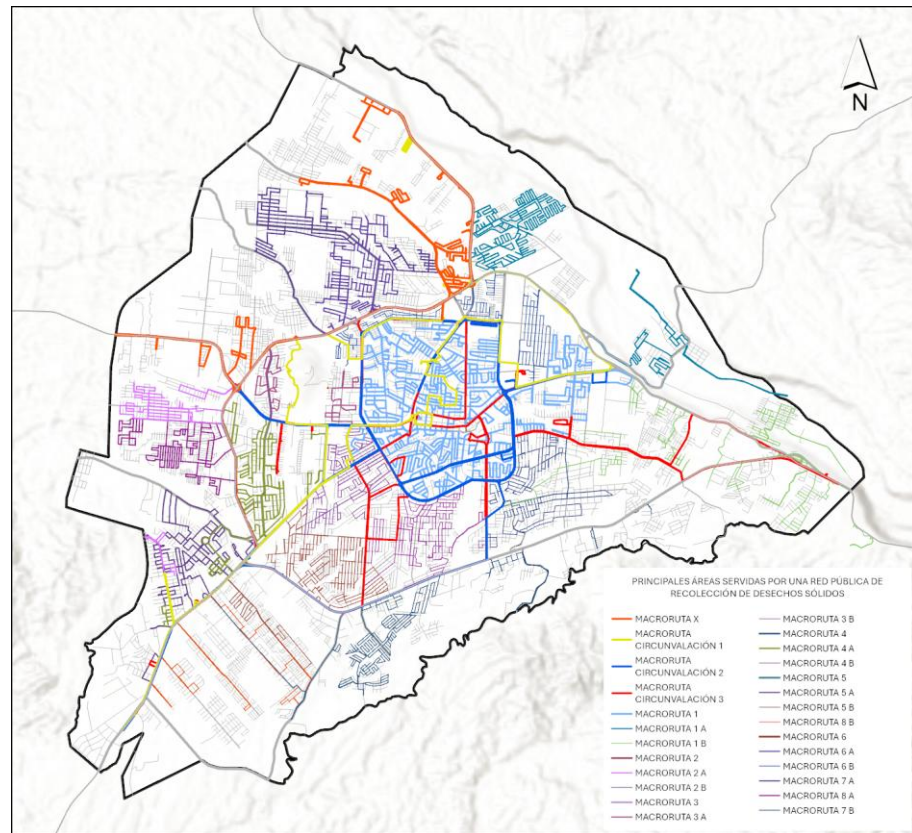 N
PRINCIPALES ÁREAS SERVIDAS POR UNA RED PÚBLICA DE
RECOLECCIÓN DE DESECHOS SÓLIDOS
MACRORUTA X
MACRORUTA
CIRCUNVALACIÓN 1
MACRORUTA
CIRCUNVALACIÓN 2
MACRORUTA
CIRCUNVALACIÓN 3
MACRORUTA 1
MACRORUTA 1 A
MACRORUTA 1 B
MACRORUTA 2
MACRORUTA 2 A
MACRORUTA 2 B
MACRORUTA 3
MACRORUTA 3 A
MACRORUTA 3 B
MACRORUTA 4
MACRORUTA 4 A
MACRORUTA 4 B
MACRORUTA 5
MACRORUTA 5 A
MACRORUTA 5 B
MACRORUTA 8 B
MACRORUTA 6
MACRORUTA 6 A
MACRORUTA 6 B
MACRORUTA 7 A
MACRORUTA 8 A
MACRORUTA 7 B